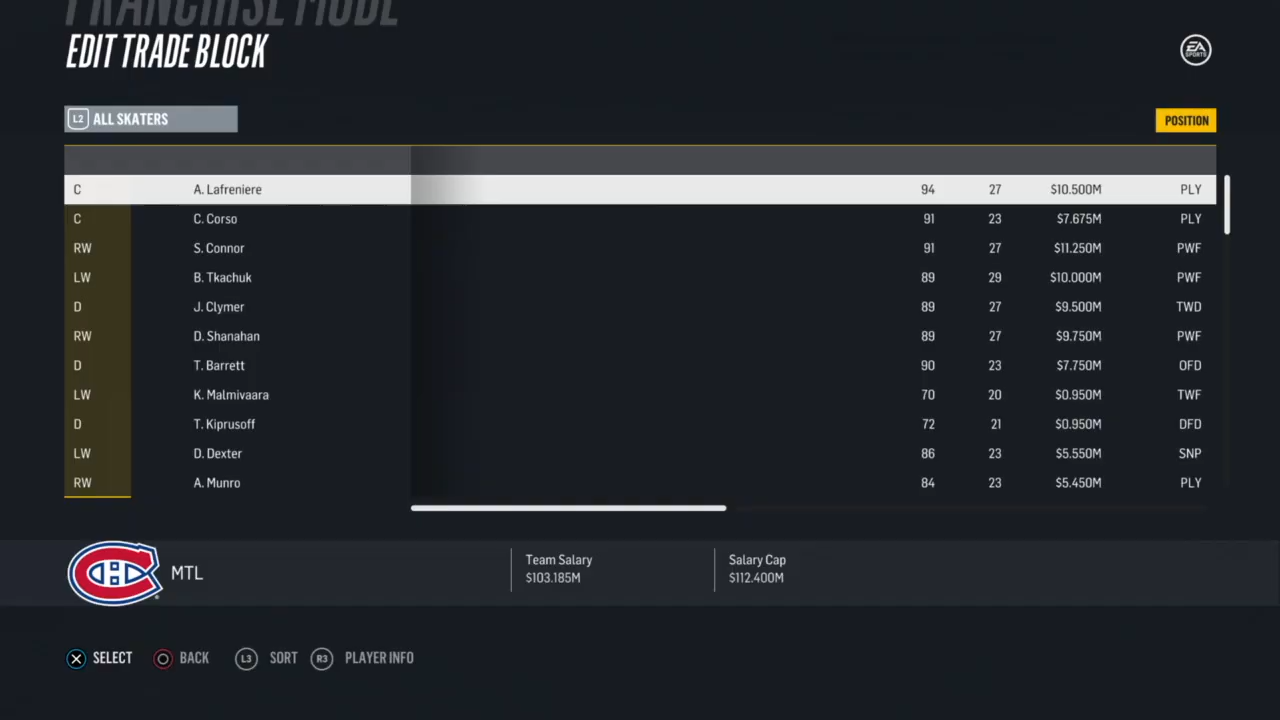 FRANCHISE MODE
EDIT TRADE BLOCK
EA SPORTS
L2 ALL SKATERS
POSITION
C A. Lafreniere 94 27 $10.500M PLY
C C. Corso 91 23 $7.675M PLY
RW S. Connor 91 27 $11.250M PWF
LW B. Tkachuk 89 29 $10.000M PWF
D J. Clymer 89 27 $9.500M TWD
RW D. Shanahan 89 27 $9.750M PWF
D T. Barrett 90 23 $7.750M OFD
LW K. Malmivaara 70 20 $0.950M TWF
D T. Kiprusoff 72 21 $0.950M DFD
LW D. Dexter 86 23 $5.550M SNP
RW A. Munro 84 23 $5.450M PLY
MTL
Team Salary
$103.185M
Salary Cap
$112.400M
SELECT BACK L3 SORT R3 PLAYER INFO